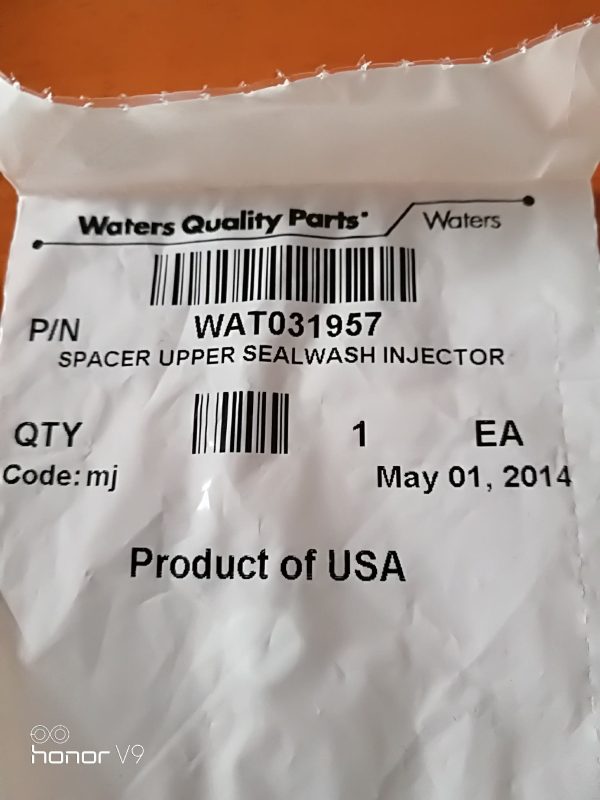 Waters Quality Parts• Waters
P/N WAT031957
SPACER UPPER SEALWASH INJECTOR
QTY 1 EA
Code: mj May 01, 2014
Product of USA
honor V9